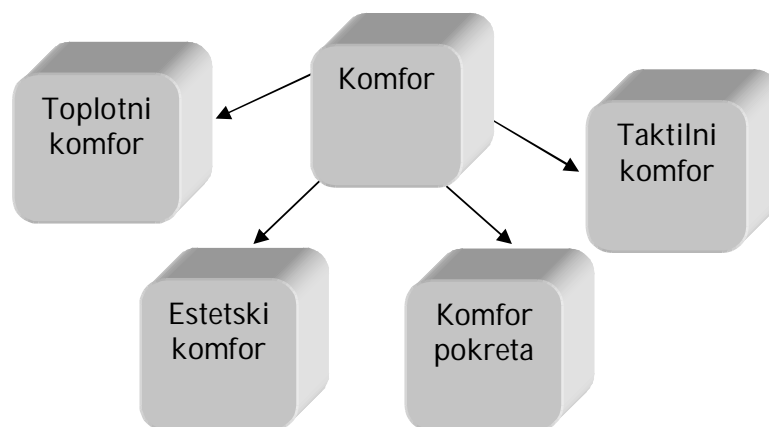 Komfor
Toplotni
komfor
Taktilni
komfor
Estetski
komfor
Komfor
pokreta